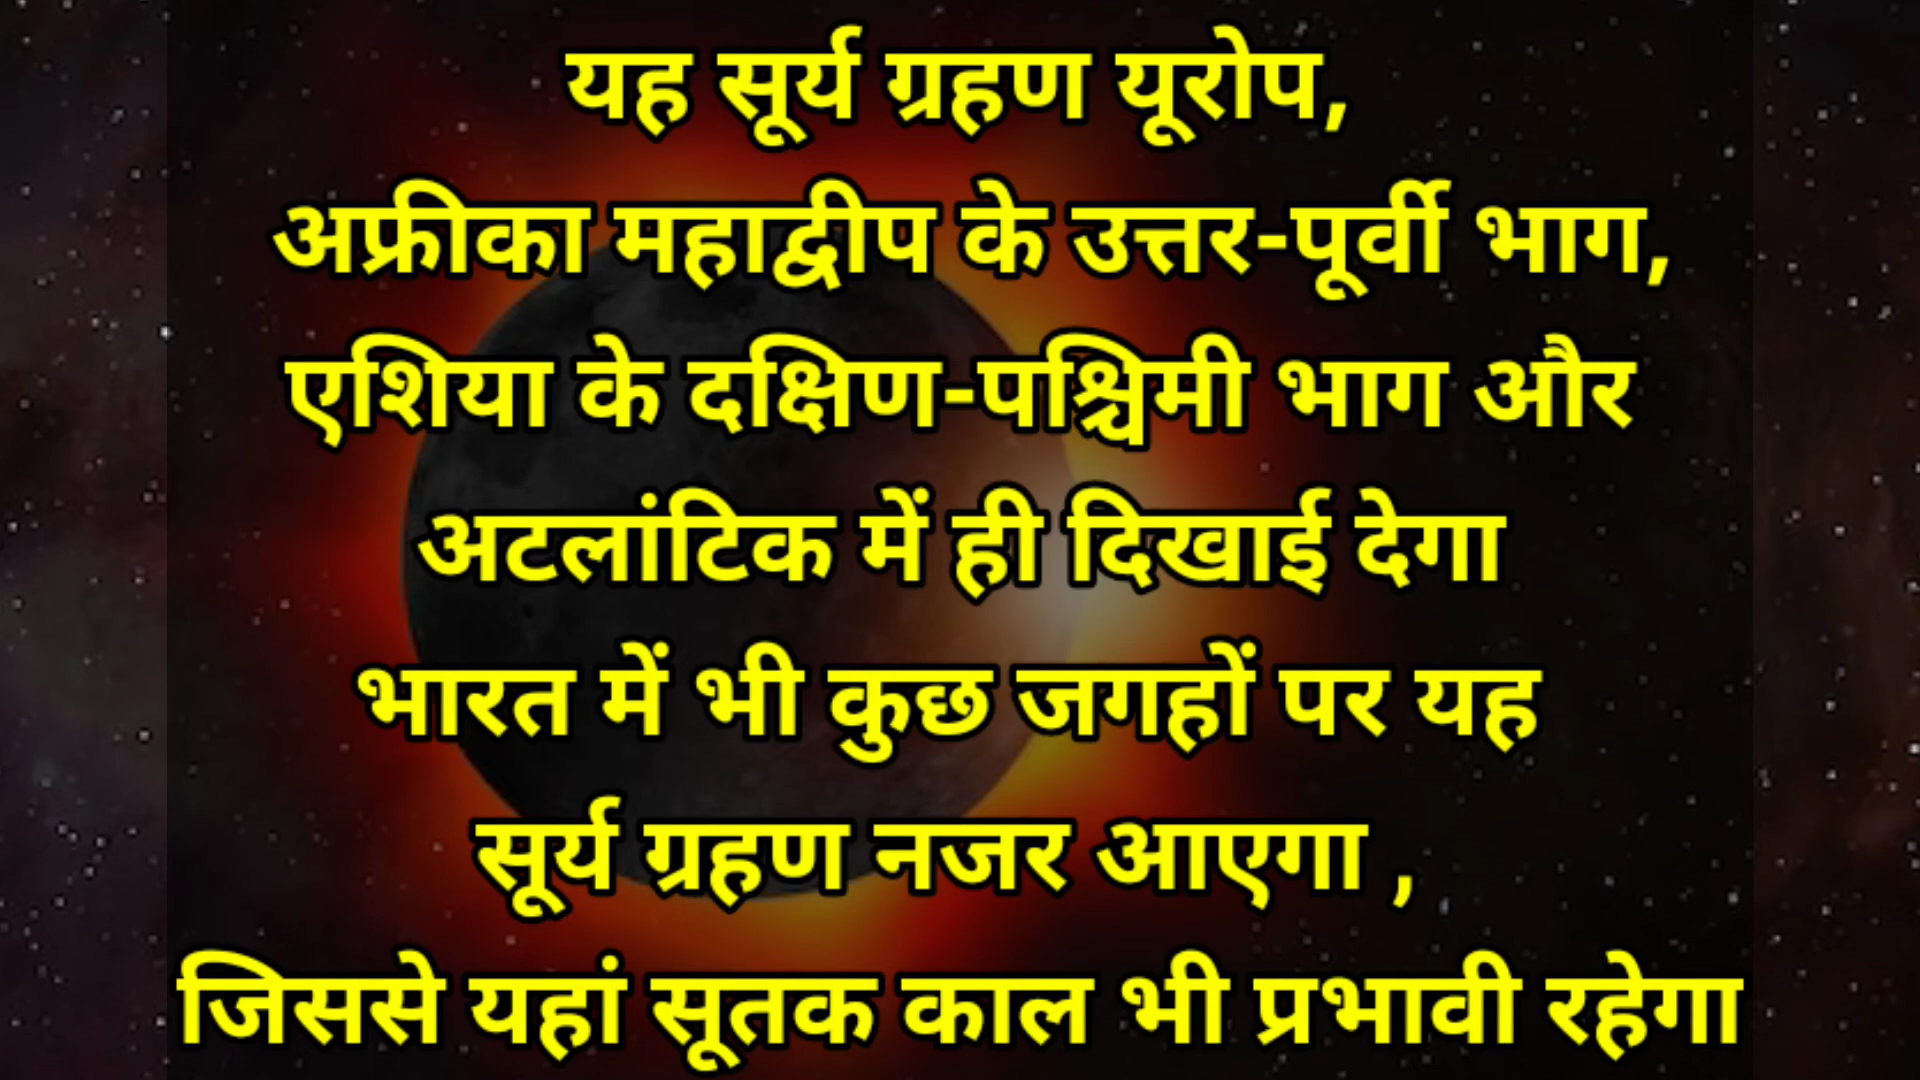 यह सूर्य ग्रहण यूरोप,
अफ्रीका महाद्वीप के उत्तर-पूर्वी भाग,
एशिया के दक्षिण-पश्चिमी भाग और
अटलांटिक में ही दिखाई देगा
भारत में भी कुछ जगहों पर यह
सूर्य ग्रहण नजर आएगा ,
जिससे यहां सूतक काल भी प्रभावी रहेगा